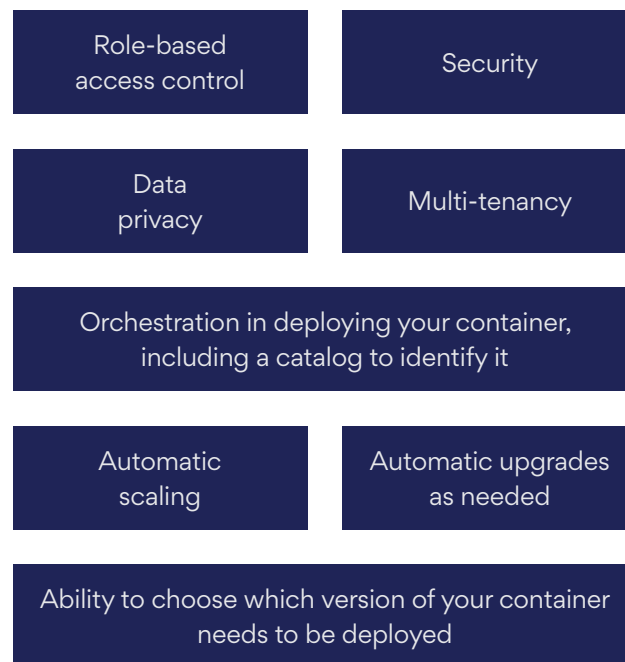 Role-based
access control
Security
Data
privacy
Multi-tenancy
Orchestration in deploying your container,
including a catalog to identify it
Automatic
scaling
Automatic upgrades
as needed
Ability to choose which version of your container
needs to be deployed